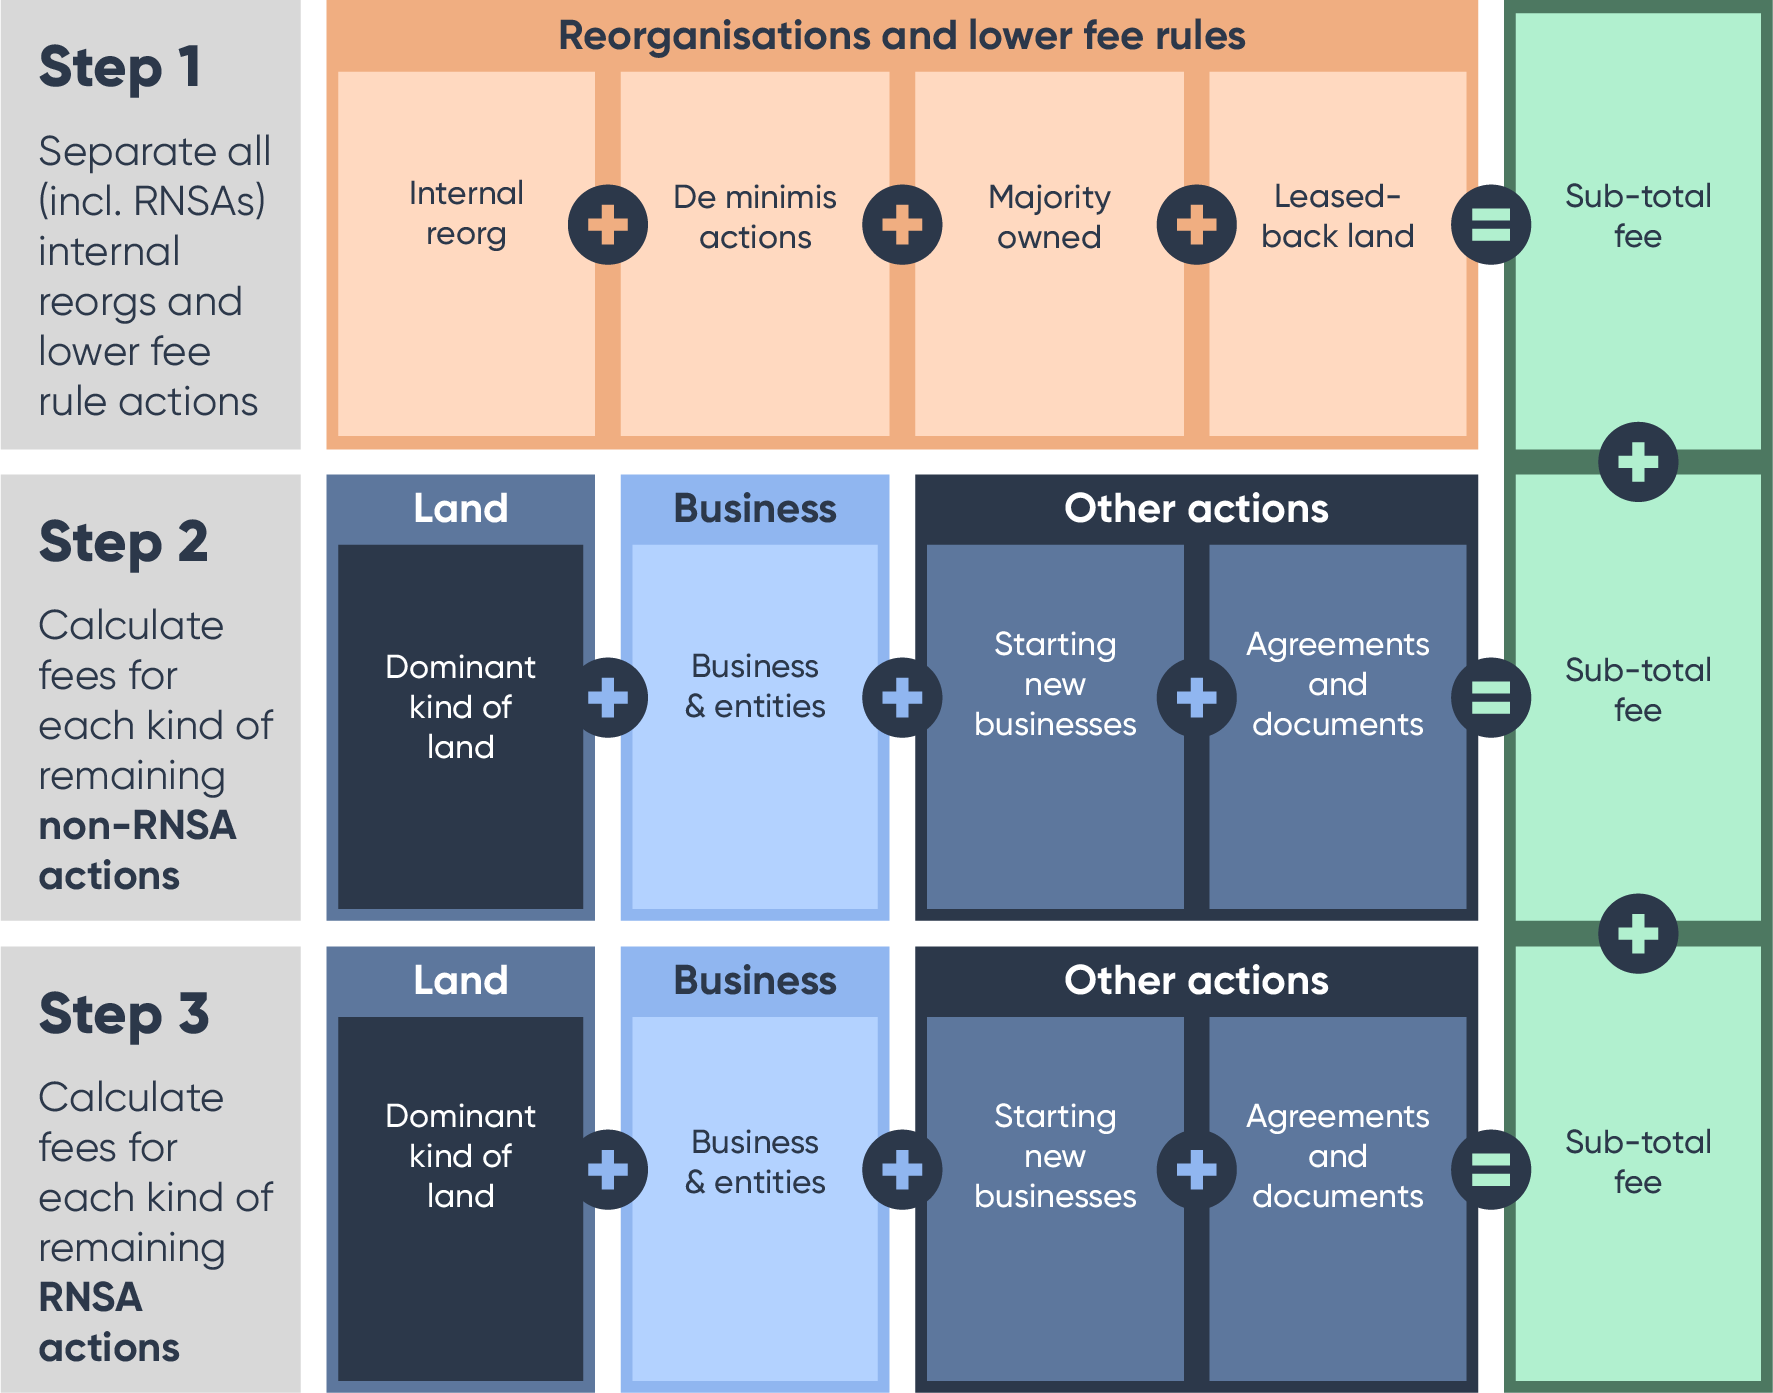 Step 1
Separate all
(incl. RNSAs)
internal
reorgs and
lower fee
rule actions
Reorganisations and lower fee rules
Internal
reorg
+
De minimis
actions
+
Majority
owned
+
Leased-
back land
=
Sub-total
fee
+
Step 2
Calculate
fees for
each kind of
remaining
non-RNSA
actions
Land
Dominant
kind of
land
+
Business
Business
& entities
+
Other actions
Starting
new
businesses
+
Agreements
and
documents
=
Sub-total
fee
+
Step 3
Calculate
fees for
each kind of
remaining
RNSA
actions
Land
Dominant
kind of
land
+
Business
Business
& entities
+
Other actions
Starting
new
businesses
+
Agreements
and
documents
=
Sub-total
fee